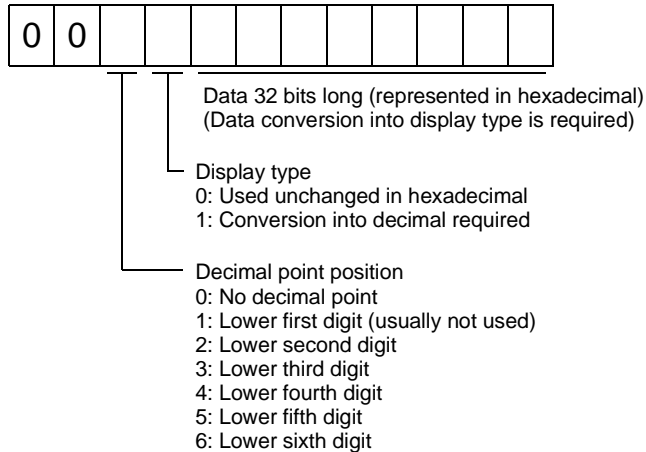 0 0
Data 32 bits long (represented in hexadecimal)
(Data conversion into display type is required)
Display type
0: Used unchanged in hexadecimal
1: Conversion into decimal required
Decimal point position
0: No decimal point
1: Lower first digit (usually not used)
2: Lower second digit
3: Lower third digit
4: Lower fourth digit
5: Lower fifth digit
6: Lower sixth digit